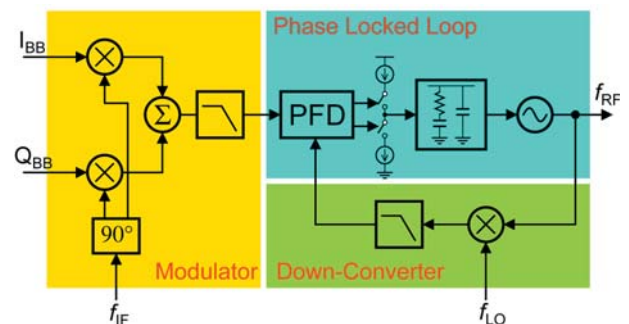 Phase Locked Loop
I_BB
f_RF
Σ
PFD
Q_BB
90°
Modulator
Down-Converter
f_IF
f_LO